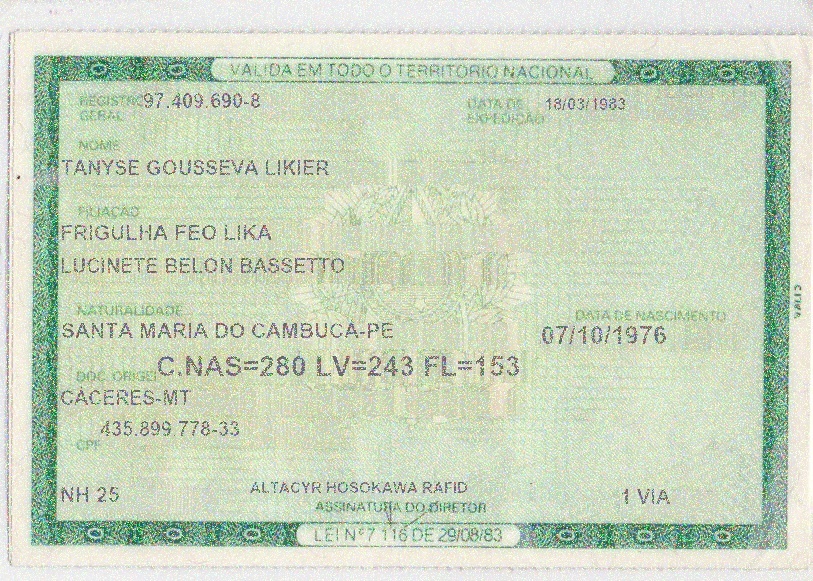 VALIDA EM TODO O TERRITORIO NACIONAL
REGISTRO GERAL 97.409.690-8 DATA DE EXPEDIÇÃO 18/03/1983
NOME
TANYSE GOUSSEVA LIKIER
FILIAÇÃO
FRIGULHA FEO LIKA
LUCINETE BELON BASSETTO
NATURALIDADE DATA DE NASCIMENTO
SANTA MARIA DO CAMBUCA-PE 07/10/1976
DOC. ORIGEM C.NAS=280 LV=243 FL=153
CÀCERES-MT
435.899.778-33
CPF
NH 25 ALTACYR HOSOKAWA RAFID 1 VIA
ASSINATURA DO DIRETOR
LEI Nº 7 116 DE 29/08/83